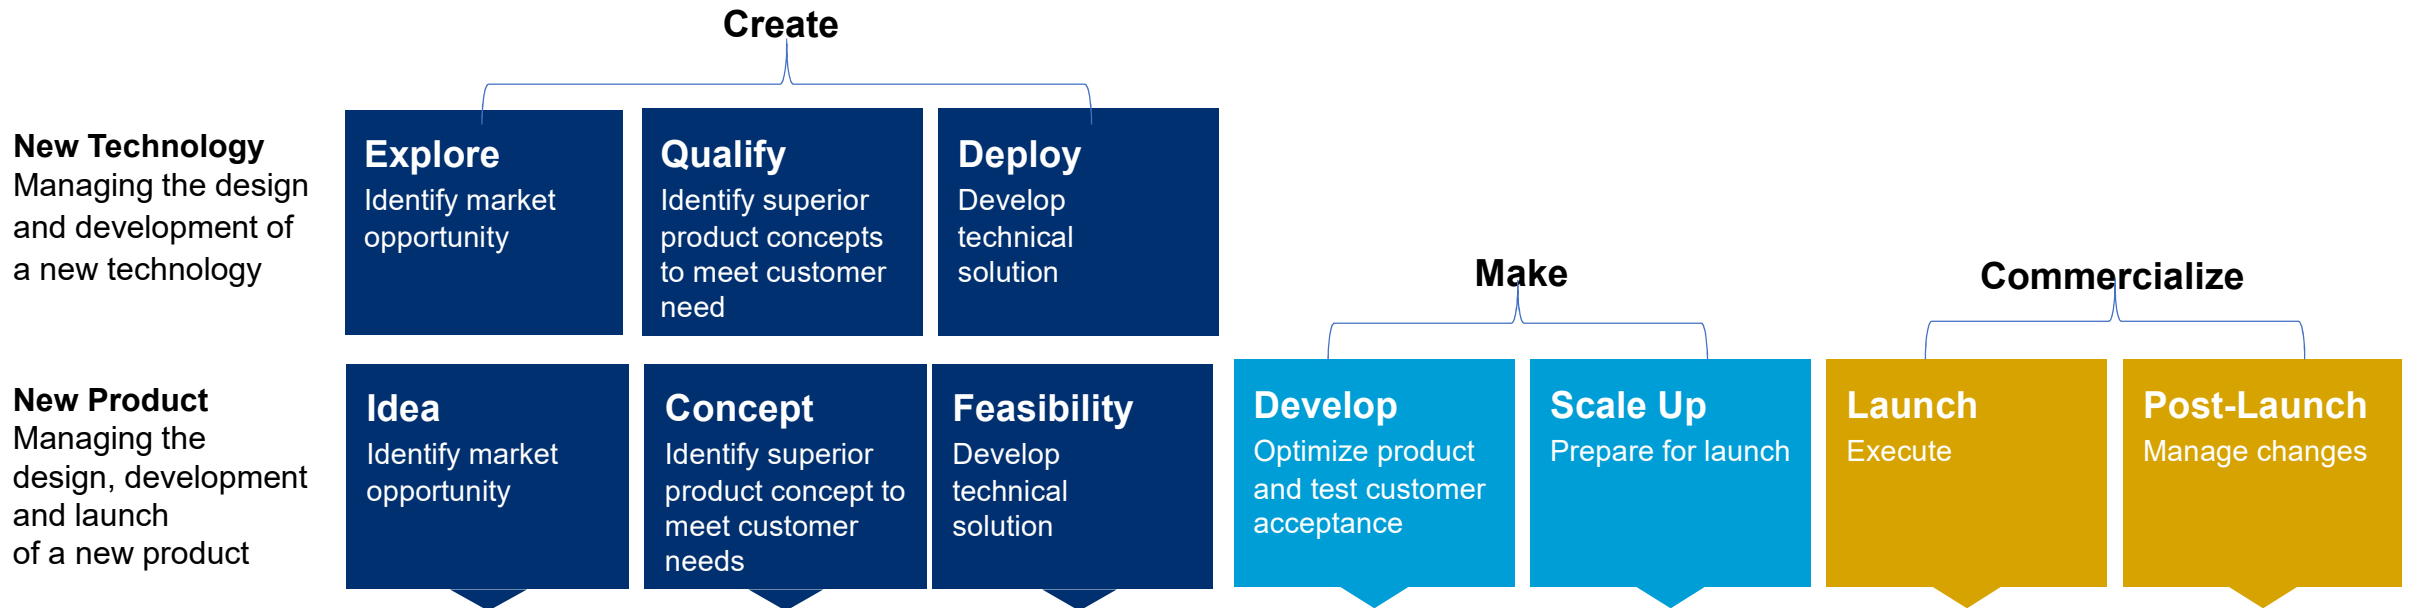 Create
New Technology
Managing the design
and development of
a new technology
Explore
Identify market
opportunity
Qualify
Identify superior
product concepts
to meet customer
need
Deploy
Develop
technical
solution
Make
Commercialize
New Product
Managing the
design, development
and launch
of a new product
Idea
Identify market
opportunity
Concept
Identify superior
product concept to
meet customer
needs
Feasibility
Develop
technical
solution
Develop
Optimize product
and test customer
acceptance
Scale Up
Prepare for launch
Launch
Execute
Post-Launch
Manage changes